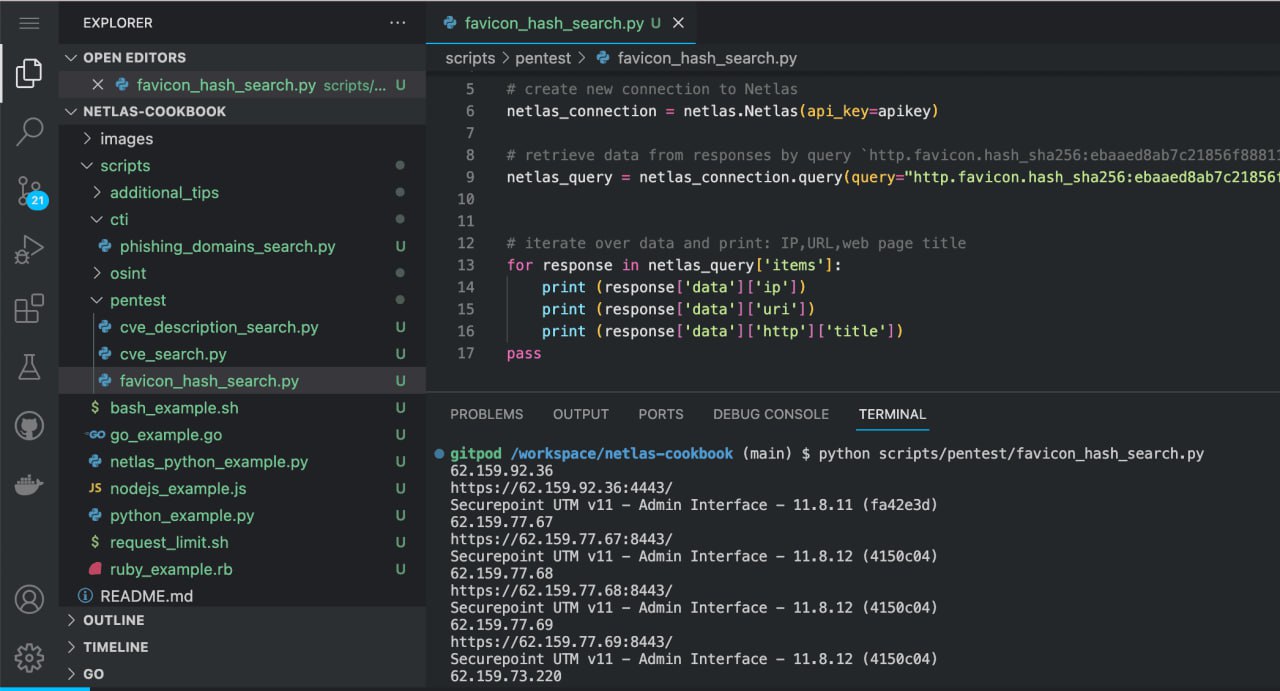 EXPLORER
OPEN EDITORS
favicon_hash_search.py scripts/... U
NETLAS-COOKBOOK
images
scripts
additional_tips
cti
phishing_domains_search.py U
osint
pentest
cve_description_search.py U
cve_search.py U
favicon_hash_search.py U
$ bash_example.sh U
GO go_example.go U
netlas_python_example.py U
JS nodejs_example.js U
python_example.py U
$ request_limit.sh U
ruby_example.rb U
README.md
OUTLINE
TIMELINE
GO
21
favicon_hash_search.py U
scripts > pentest > favicon_hash_search.py
5 # create new connection to Netlas
6 netlas_connection = netlas.Netlas(api_key=apikey)
7
8 # retrieve data from responses by query `http.favicon.hash_sha256:ebaaed8ab7c21856f8881
9 netlas_query = netlas_connection.query(query="http.favicon.hash_sha256:ebaaed8ab7c21856f
10
11
12 # iterate over data and print: IP,URL,web page title
13 for response in netlas_query['items']:
14 print (response['data']['ip'])
15 print (response['data']['uri'])
16 print (response['data']['http']['title'])
17 pass
PROBLEMS OUTPUT PORTS DEBUG CONSOLE TERMINAL
gitpod /workspace/netlas-cookbook (main) $ python scripts/pentest/favicon_hash_search.py
62.159.92.36
https://62.159.92.36:4443/
Securepoint UTM v11 - Admin Interface - 11.8.11 (fa42e3d)
62.159.77.67
https://62.159.77.67:8443/
Securepoint UTM v11 - Admin Interface - 11.8.12 (4150c04)
62.159.77.68
https://62.159.77.68:8443/
Securepoint UTM v11 - Admin Interface - 11.8.12 (4150c04)
62.159.77.69
https://62.159.77.69:8443/
Securepoint UTM v11 - Admin Interface - 11.8.12 (4150c04)
62.159.73.220